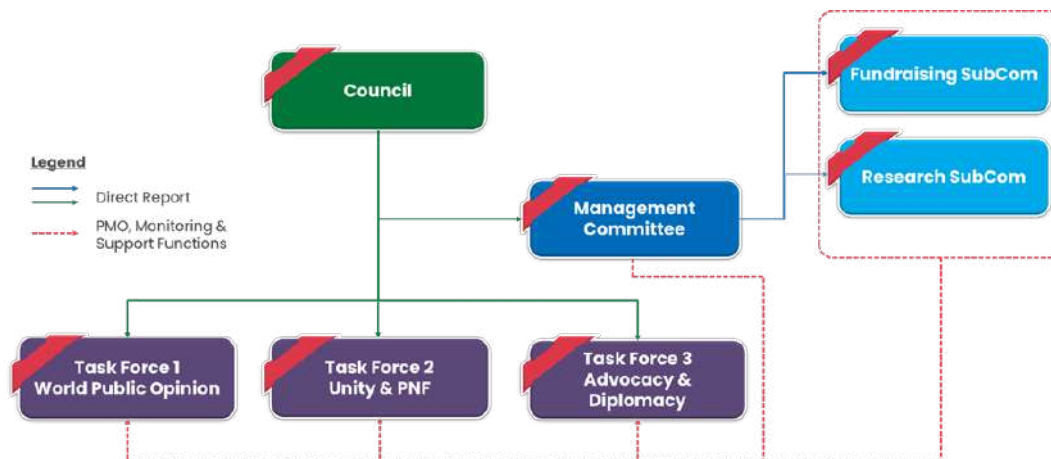 Council
Fundraising SubCom
Research SubCom
Legend
Direct Report
PMO, Monitoring &
Support Functions
Management
Committee
Task Force 1
World Public Opinion
Task Force 2
Unity & PNF
Task Force 3
Advocacy &
Diplomacy